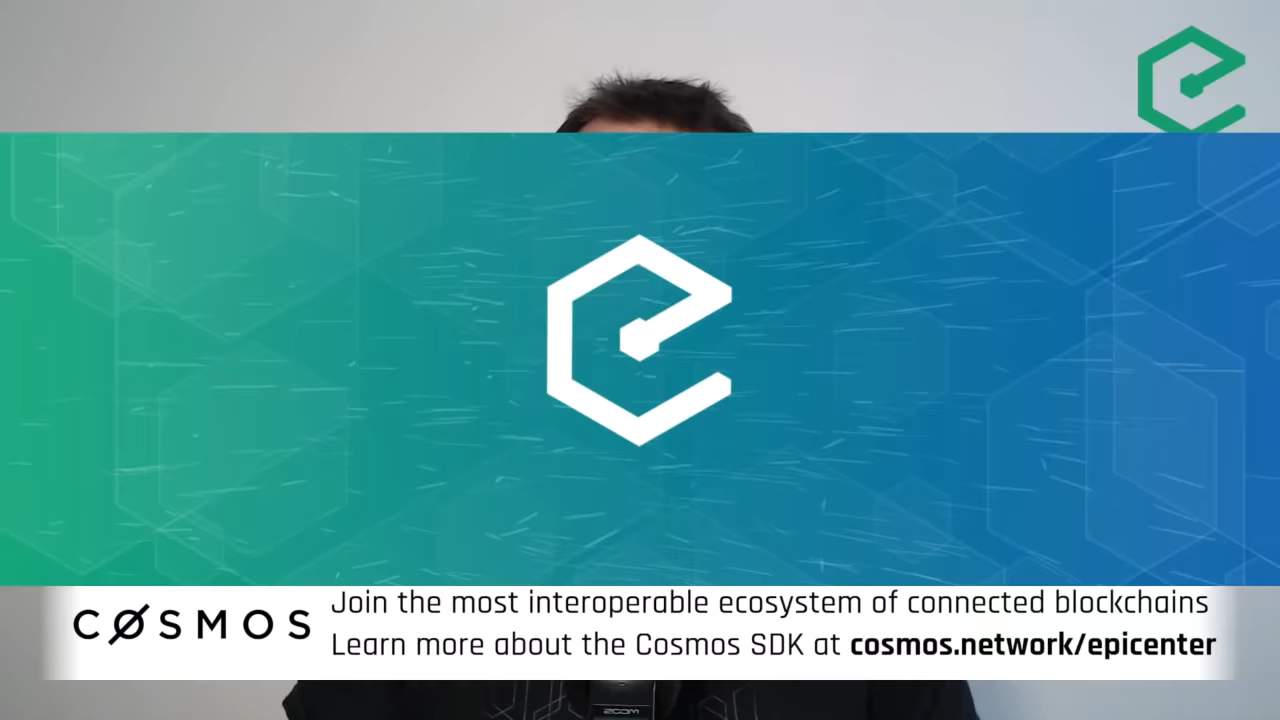 CØSMOS
Join the most interoperable ecosystem of connected blockchains
Learn more about the Cosmos SDK at cosmos.network/epicenter
zoom